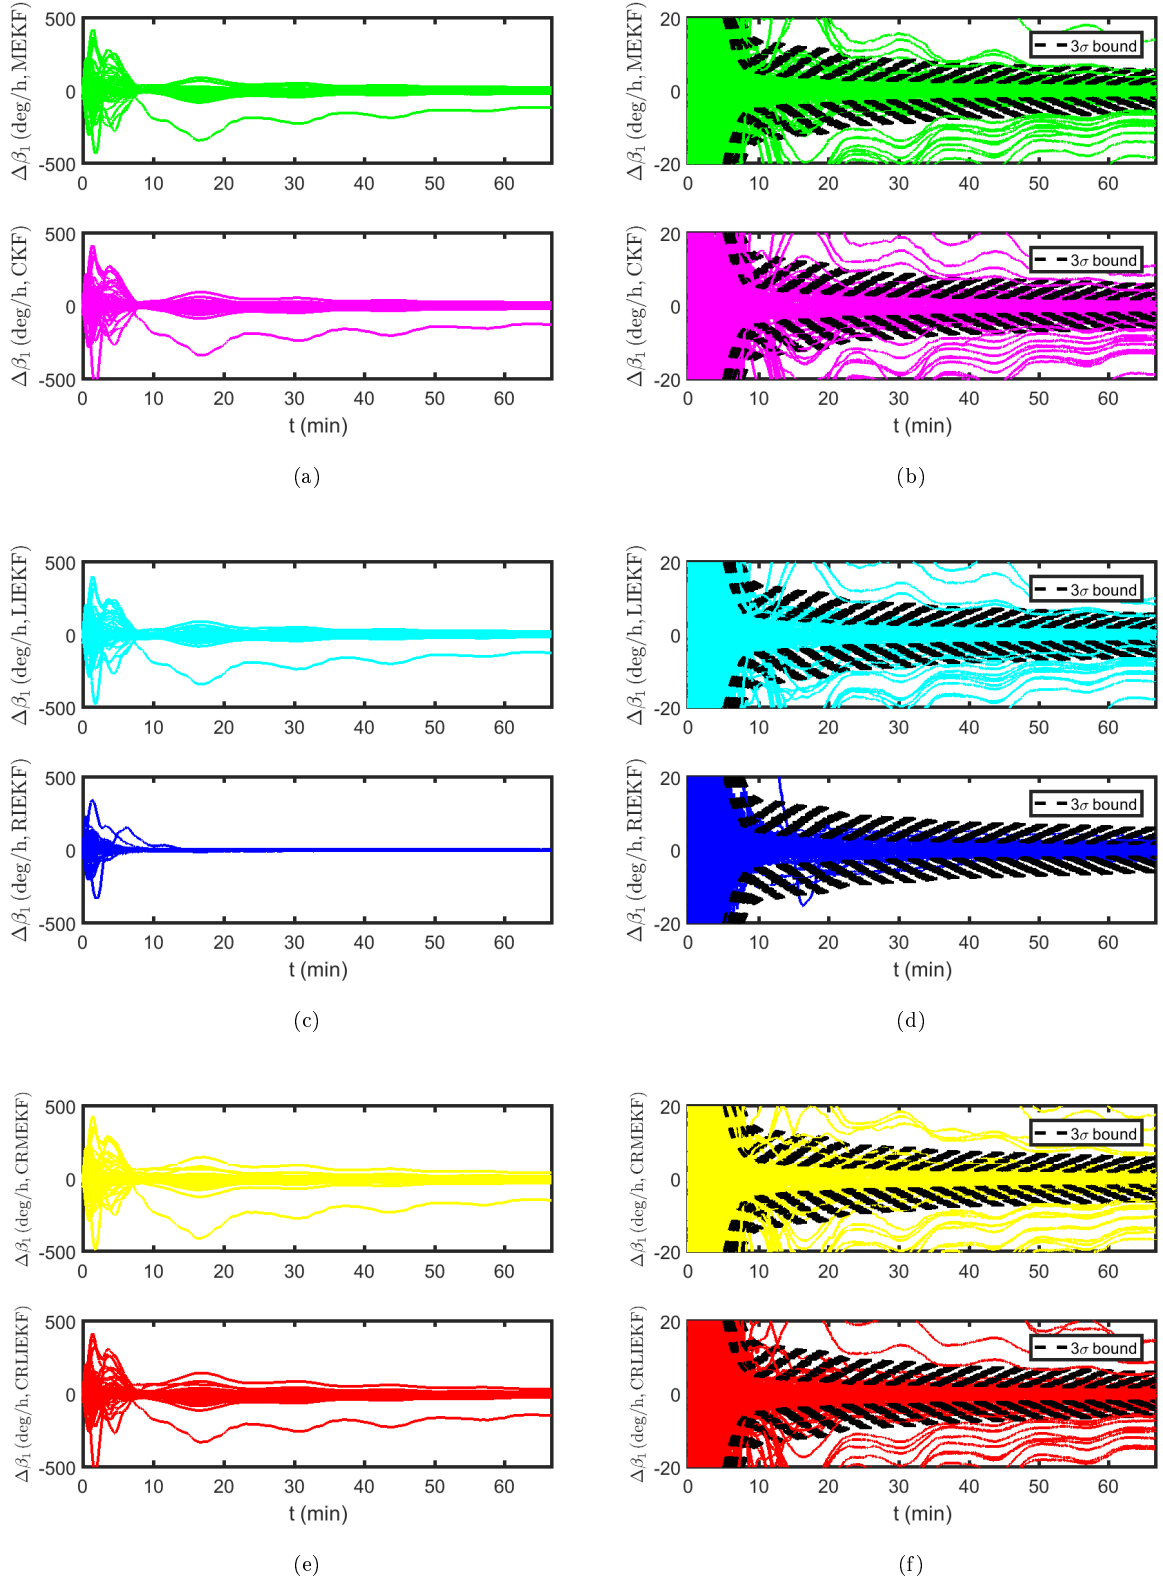 500
0
-500
0 10 20 30 40 50 60
Δβ₁ (deg/h, MEKF)
20
0
-20
0 10 20 30 40 50 60
Δβ₁ (deg/h, MEKF)
3σ bound
500
0
-500
0 10 20 30 40 50 60
Δβ₁ (deg/h, CKF)
t (min)
20
0
-20
0 10 20 30 40 50 60
Δβ₁ (deg/h, CKF)
3σ bound
t (min)
(a)
(b)
500
0
-500
0 10 20 30 40 50 60
Δβ₁ (deg/h, LIEKF)
20
0
-20
0 10 20 30 40 50 60
Δβ₁ (deg/h, LIEKF)
3σ bound
500
0
-500
0 10 20 30 40 50 60
Δβ₁ (deg/h, RIEKF)
t (min)
20
0
-20
0 10 20 30 40 50 60
Δβ₁ (deg/h, RIEKF)
3σ bound
t (min)
(c)
(d)
500
0
-500
0 10 20 30 40 50 60
Δβ₁ (deg/h, CRMEKF)
20
0
-20
0 10 20 30 40 50 60
Δβ₁ (deg/h, CRMEKF)
3σ bound
500
0
-500
0 10 20 30 40 50 60
Δβ₁ (deg/h, CRLIEKF)
t (min)
20
0
-20
0 10 20 30 40 50 60
Δβ₁ (deg/h, CRLIEKF)
3σ bound
t (min)
(e)
(f)